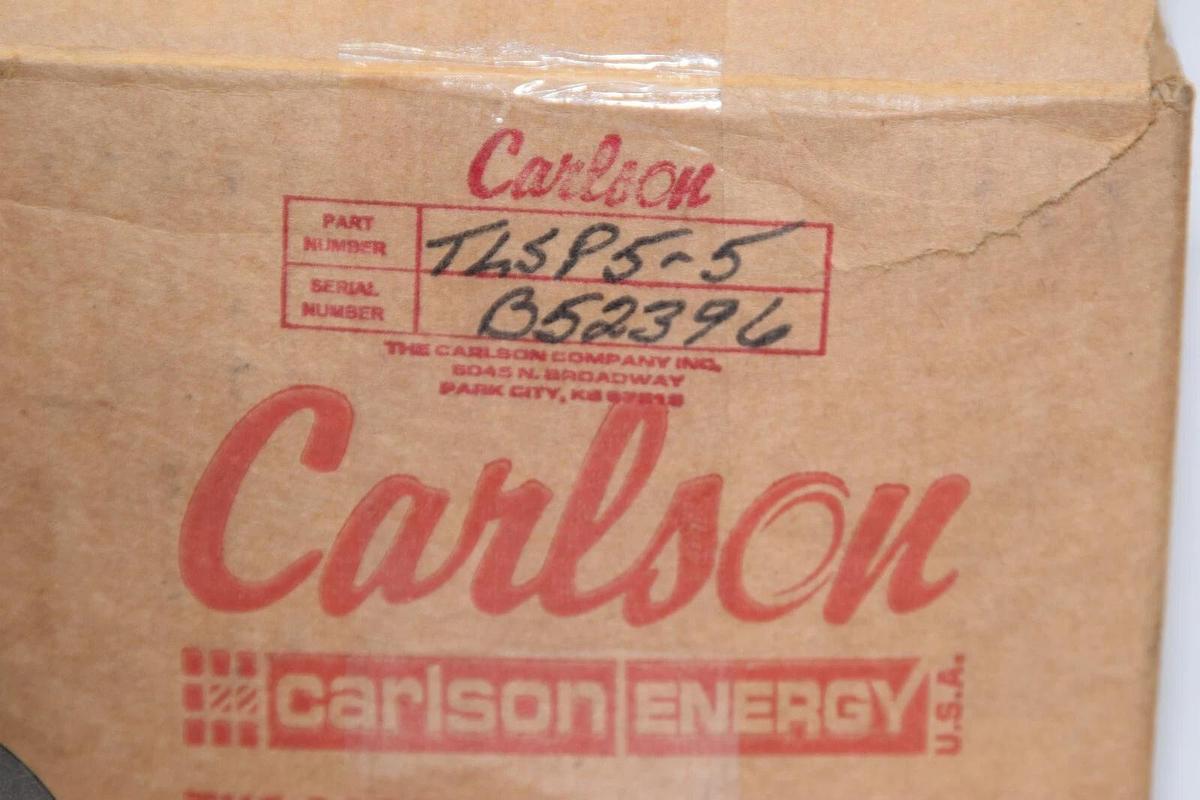 Carlson
PART NUMBER TLSP5-5
SERIAL NUMBER B52396
THE CARLSON COMPANY INC.
6045 N. BROADWAY
PARK CITY, KS 67219
Carlson
carlson ENERGY U.S.A.